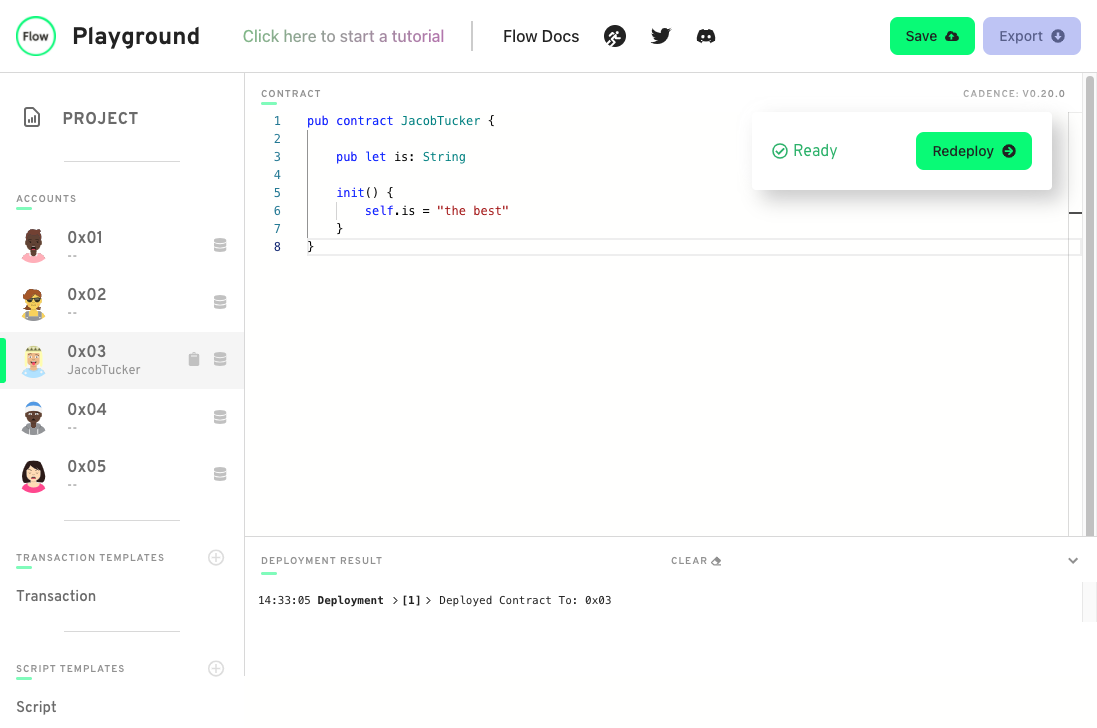 Flow Playground Click here to start a tutorial Flow Docs Save Export
PROJECT
ACCOUNTS
0x01
--
0x02
--
0x03
JacobTucker
0x04
--
0x05
--
TRANSACTION TEMPLATES
Transaction
SCRIPT TEMPLATES
Script
CONTRACT CADENCE: V0.20.0
1 pub contract JacobTucker {
2
3 pub let is: String
4
5 init() {
6 self.is = "the best"
7 }
8 }
Ready Redeploy
DEPLOYMENT RESULT CLEAR
14:33:05 Deployment > [1] > Deployed Contract To: 0x03